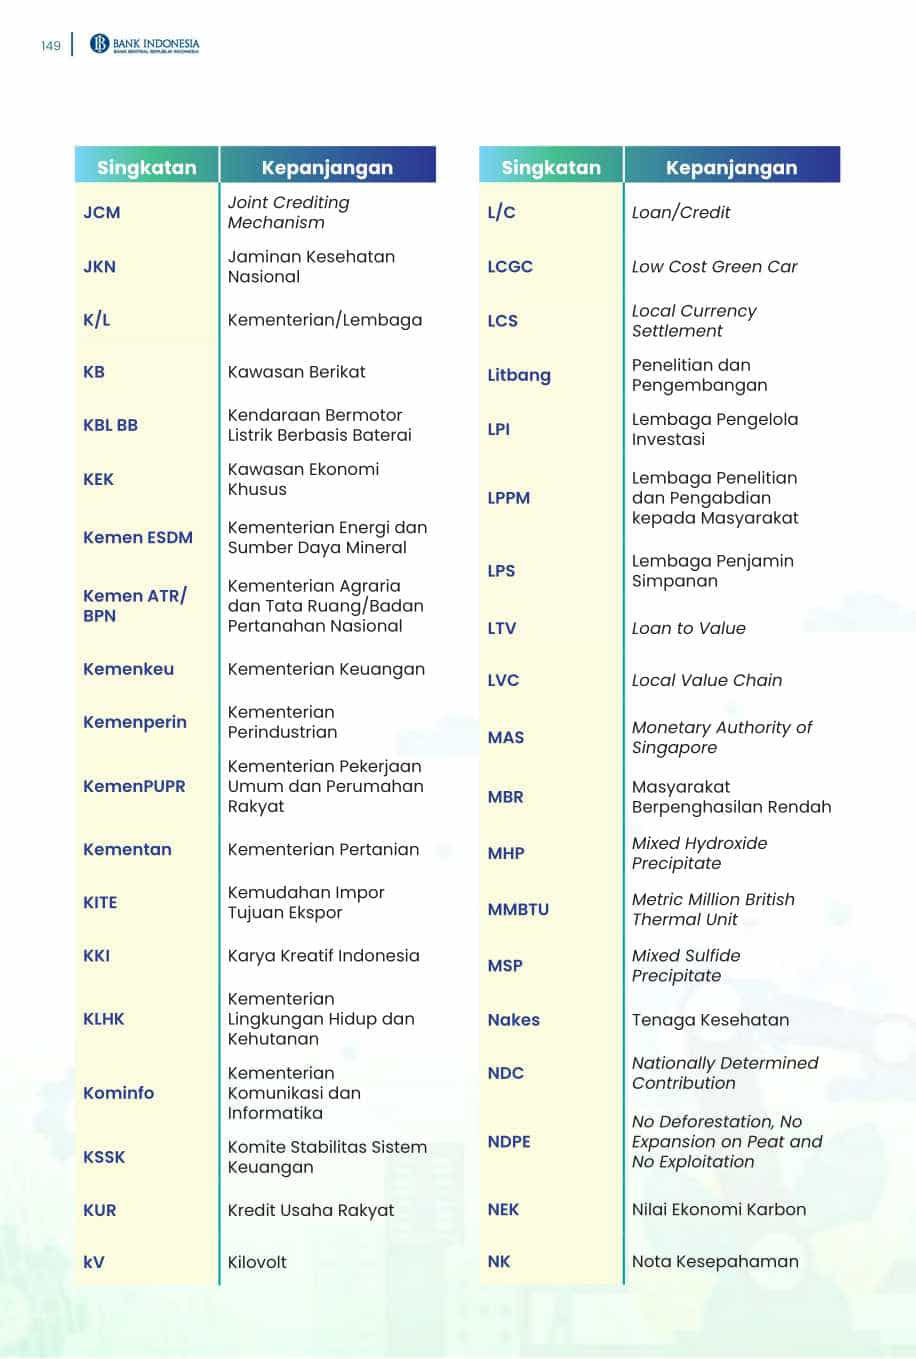 149
BANK INDONESIA
BANK SENTRAL REPUBLIK INDONESIA
Singkatan Kepanjangan
JCM Joint Crediting
Mechanism
JKN Jaminan Kesehatan
Nasional
K/L Kementerian/Lembaga
KB Kawasan Berikat
KBL BB Kendaraan Bermotor
Listrik Berbasis Baterai
KEK Kawasan Ekonomi
Khusus
Kemen ESDM Kementerian Energi dan
Sumber Daya Mineral
Kemen ATR/
BPN
Kementerian Agraria
dan Tata Ruang/Badan
Pertanahan Nasional
Kemenkeu Kementerian Keuangan
Kemenperin Kementerian
Perindustrian
KemenPUPR Kementerian Pekerjaan
Umum dan Perumahan
Rakyat
Kementan Kementerian Pertanian
KITE Kemudahan Impor
Tujuan Ekspor
KKI Karya Kreatif Indonesia
KLHK Kementerian
Lingkungan Hidup dan
Kehutanan
Kominfo Kementerian
Komunikasi dan
Informatika
KSSK Komite Stabilitas Sistem
Keuangan
KUR Kredit Usaha Rakyat
kV Kilovolt
Singkatan Kepanjangan
L/C Loan/Credit
LCGC Low Cost Green Car
LCS Local Currency
Settlement
Litbang Penelitian dan
Pengembangan
LPI Lembaga Pengelola
Investasi
LPPM Lembaga Penelitian
dan Pengabdian
kepada Masyarakat
LPS Lembaga Penjamin
Simpanan
LTV Loan to Value
LVC Local Value Chain
MAS Monetary Authority of
Singapore
MBR Masyarakat
Berpenghasilan Rendah
MHP Mixed Hydroxide
Precipitate
MMBTU Metric Million British
Thermal Unit
MSP Mixed Sulfide
Precipitate
Nakes Tenaga Kesehatan
NDC Nationally Determined
Contribution
NDPE No Deforestation, No
Expansion on Peat and
No Exploitation
NEK Nilai Ekonomi Karbon
NK Nota Kesepahaman